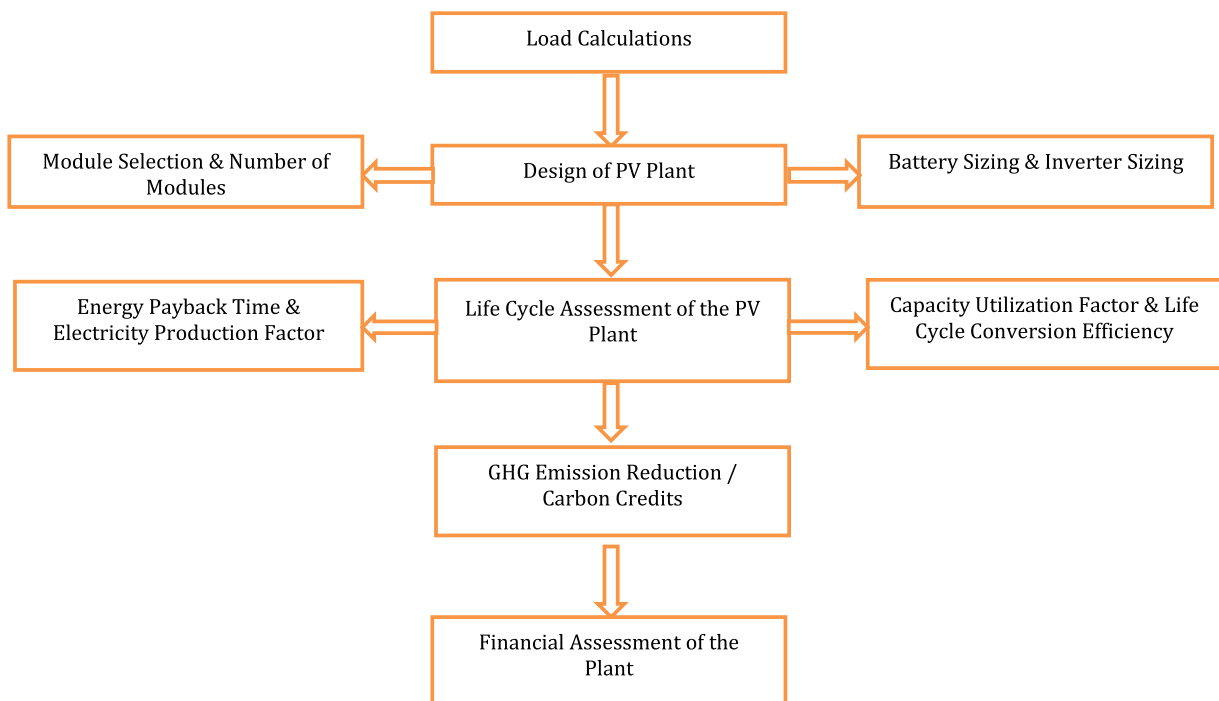 Load Calculations
Module Selection & Number of
Modules
Design of PV Plant
Battery Sizing & Inverter Sizing
Energy Payback Time &
Electricity Production Factor
Life Cycle Assessment of the PV
Plant
Capacity Utilization Factor & Life
Cycle Conversion Efficiency
GHG Emission Reduction /
Carbon Credits
Financial Assessment of the
Plant